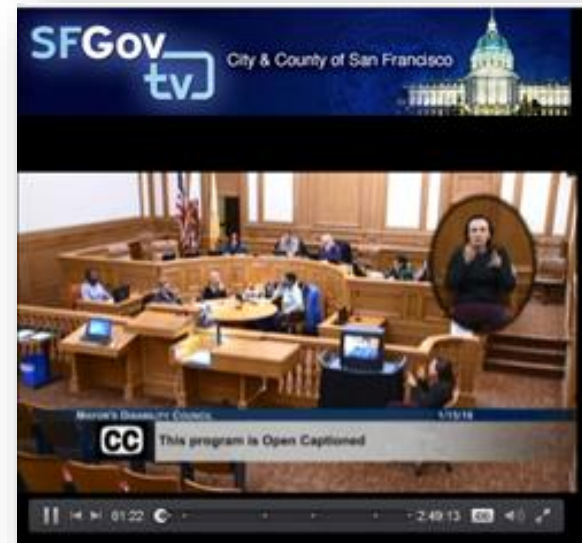 SFGov
tv
City & County of San Francisco
MAYOR'S DISABILITY COUNCIL 1/15/16
CC This program is Open Captioned
01:22 2:49:13 CC